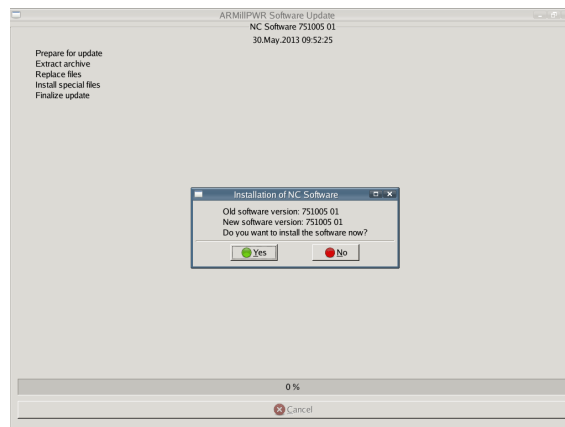 ARMillPWR Software Update
NC Software 751005 01
30.May.2013 09:52:25
Prepare for update
Extract archive
Replace files
Install special files
Finalize update
Installation of NC Software
Old software version: 751005 01
New software version: 751005 01
Do you want to install the software now?
Yes
No
0 %
Cancel